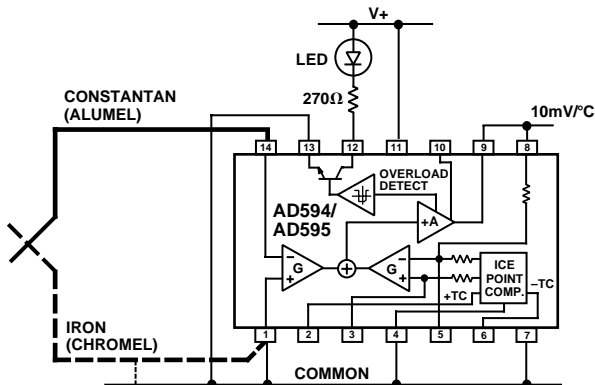 V+
LED
270Ω
CONSTANTAN
(ALUMEL)
10mV/°C
14
13
12
11
10
9
8
OVERLOAD
DETECT
AD594/
AD595
+A
–
G
+
+
–
G
+
ICE
POINT
COMP.
+TC
–TC
IRON
(CHROMEL)
1
2
3
4
5
6
7
COMMON